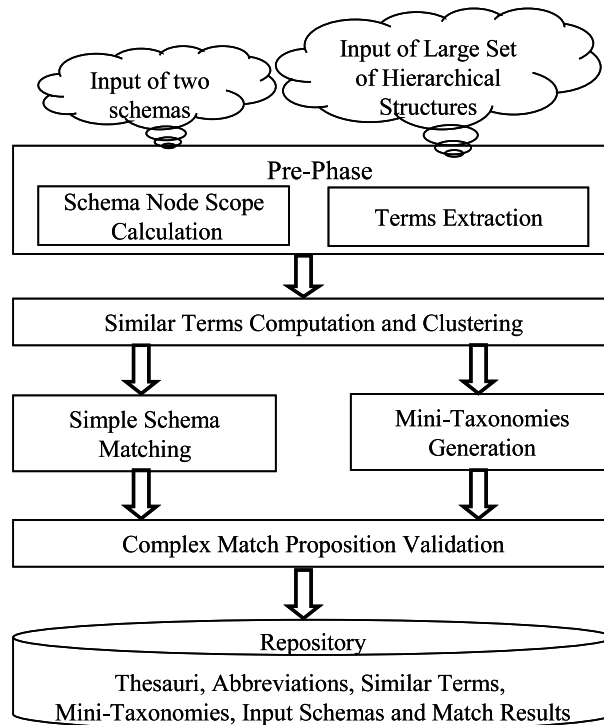 Input of two
schemas
Input of Large Set
of Hierarchical
Structures
Pre-Phase
Schema Node Scope
Calculation
Terms Extraction
Similar Terms Computation and Clustering
Simple Schema
Matching
Mini-Taxonomies
Generation
Complex Match Proposition Validation
Repository
Thesauri, Abbreviations, Similar Terms,
Mini-Taxonomies, Input Schemas and Match Results